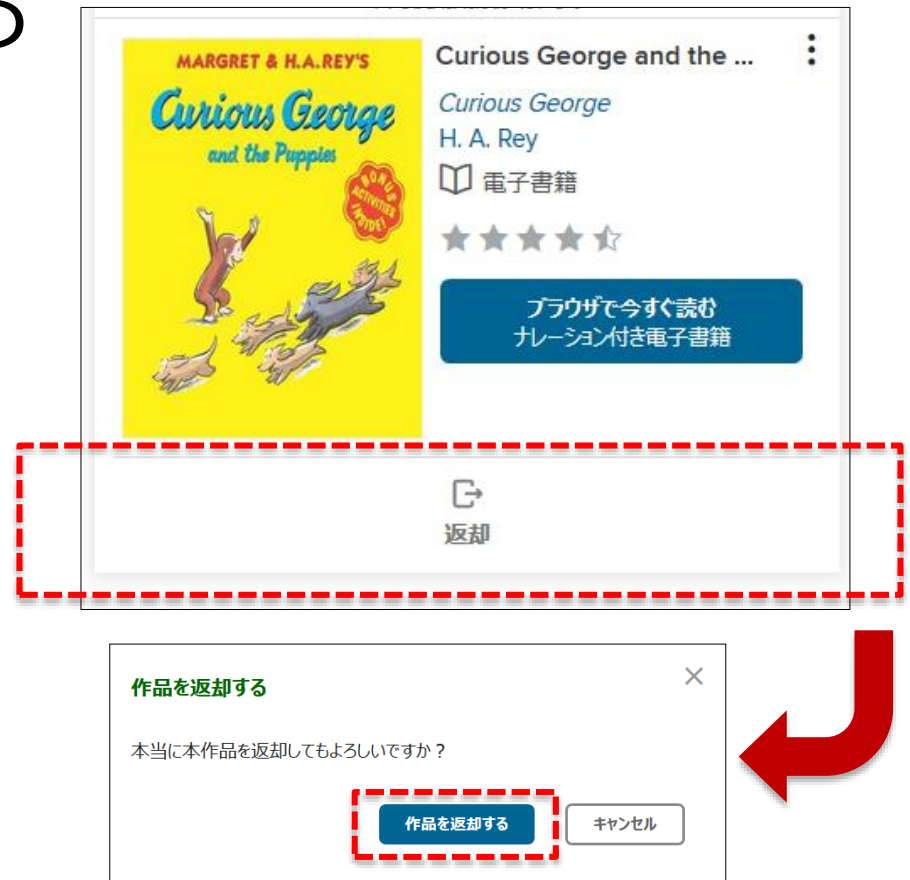 MARGRET & H.A.REY'S
Curious George
and the Puppies
BONUS
ACTIVITIES
INSIDE!
Curious George and the ...
Curious George
H. A. Rey
電子書籍
ブラウザで今すぐ読む
ナレーション付き電子書籍
返却
作品を返却する
本当に本作品を返却してもよろしいですか？
作品を返却する
キャンセル